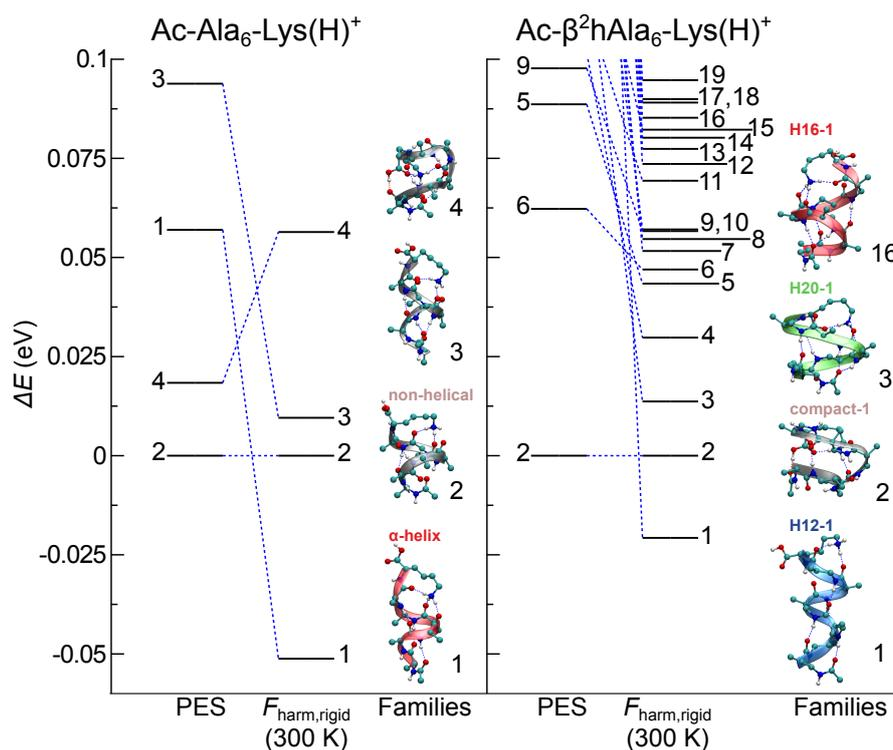 Ac-Ala6-Lys(H)+
Ac-β2hAla6-Lys(H)+
ΔE (eV)
0.1
0.075
0.05
0.025
0
-0.025
-0.05
3
1
4
2
4
3
2
1
4
3
non-helical
2
α-helix
1
9
5
6
2
19
17,18
16
15
14
13
12
11
9,10
8
7
6
5
4
3
2
1
H16-1
16
H20-1
3
compact-1
2
H12-1
1
PES
Fharm,rigid
(300 K)
Families
PES
Fharm,rigid
(300 K)
Families